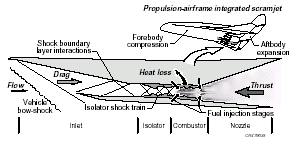 Propulsion-airframe integrated scramjet
Forebody
compression
Aftbody
expansion
Shock boundary
layer interactions
Heat loss
Drag
Flow
Thrust
Vehicle
bow-shock
Isolator shock train
Fuel injection stages
Inlet
Isolator
Combustor
Nozzle